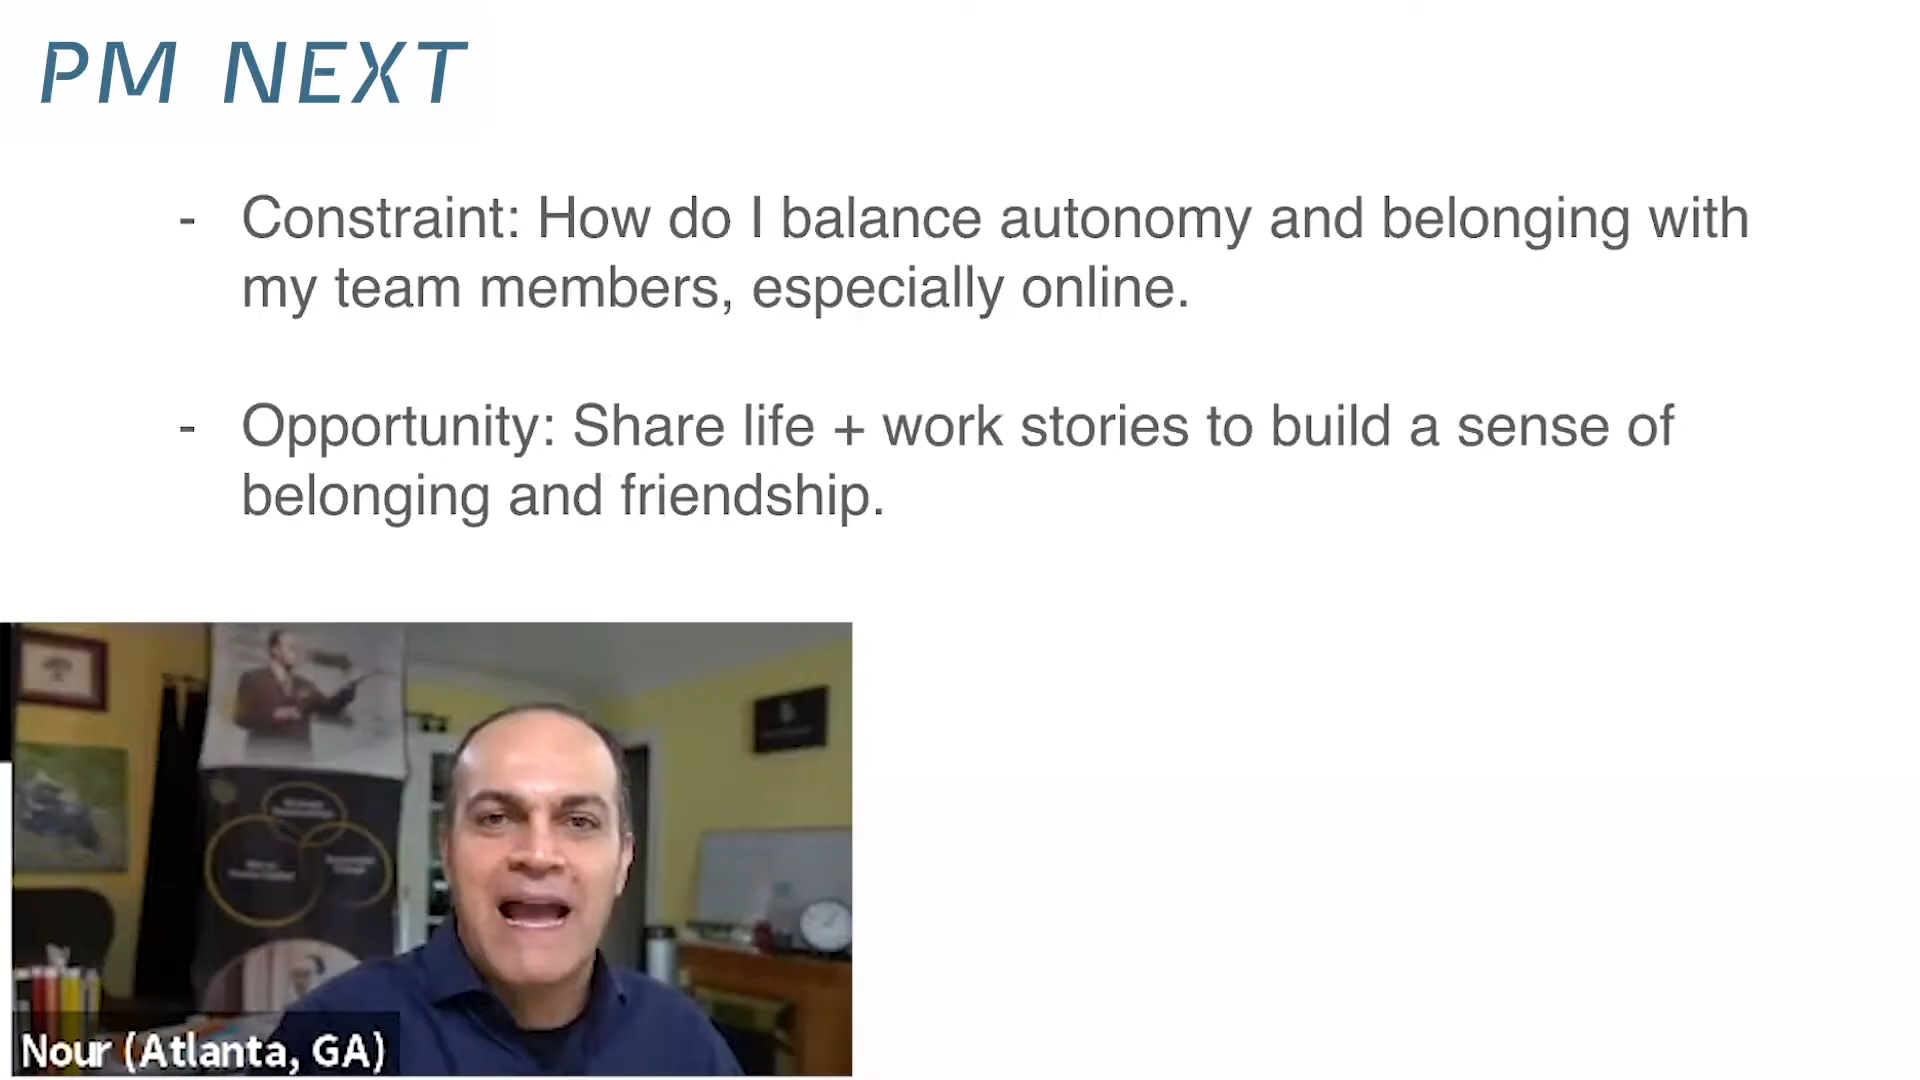 PM NEXT
- Constraint: How do I balance autonomy and belonging with
my team members, especially online.
- Opportunity: Share life + work stories to build a sense of
belonging and friendship.
Nour (Atlanta, GA)